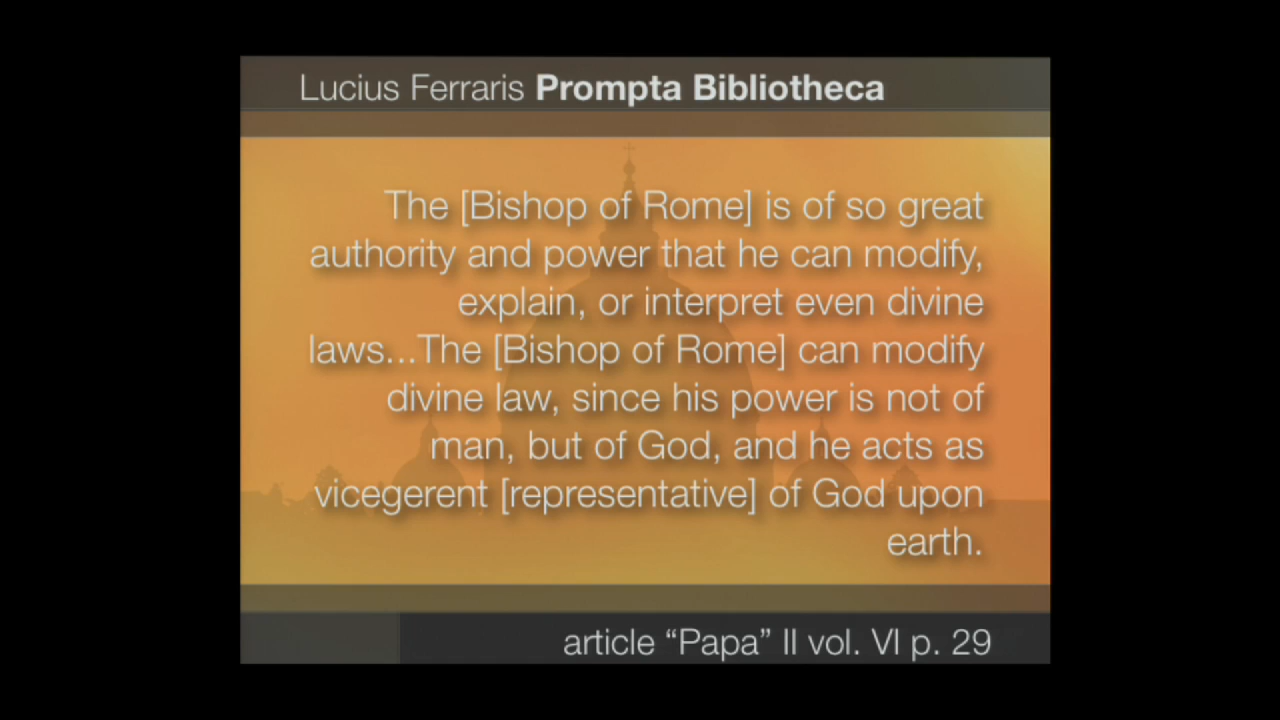 Lucius Ferraris Prompta Bibliotheca
The [Bishop of Rome] is of so great
authority and power that he can modify,
explain, or interpret even divine
laws...The [Bishop of Rome] can modify
divine law, since his power is not of
man, but of God, and he acts as
vicegerent [representative] of God upon
earth.
article “Papa” II vol. VI p. 29